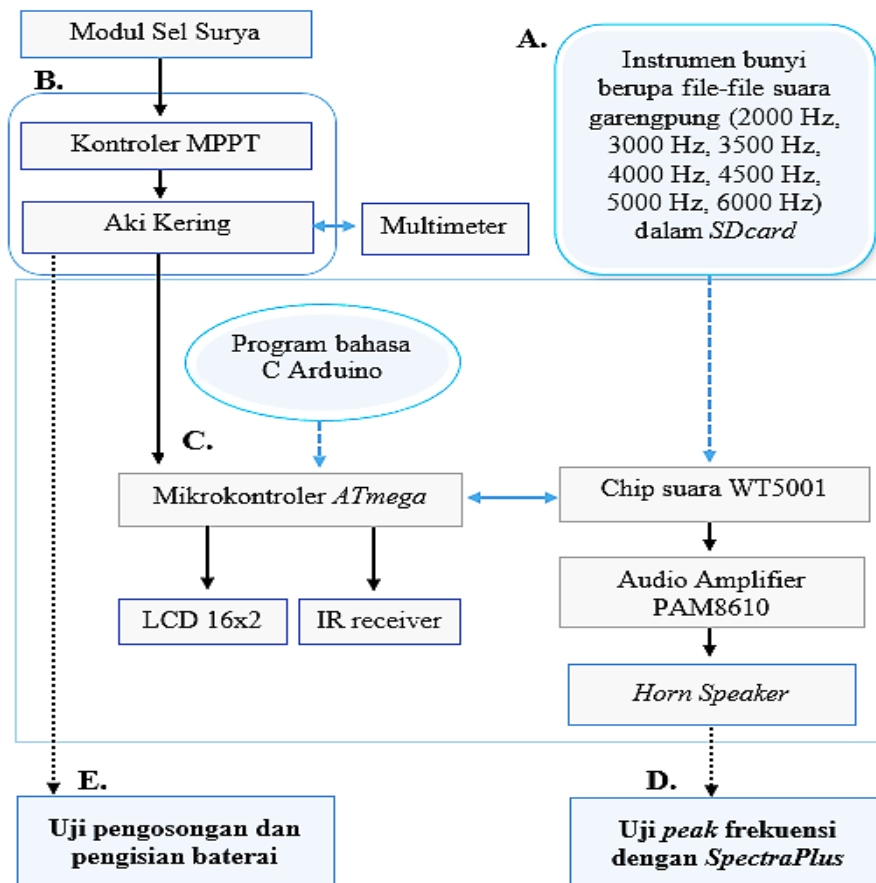 Modul Sel Surya
A.
Instrumen bunyi
berupa file-file suara
garengpung (2000 Hz,
3000 Hz, 3500 Hz,
4000 Hz, 4500 Hz,
5000 Hz, 6000 Hz)
dalam SDcard
B.
Kontroler MPPT
Aki Kering
Multimeter
Program bahasa
C Arduino
C.
Mikrokontroler ATmega
Chip suara WT5001
LCD 16x2
IR receiver
Audio Amplifier
PAM8610
Horn Speaker
E.
Uji pengosongan dan
pengisian baterai
D.
Uji peak frekuensi
dengan SpectraPlus